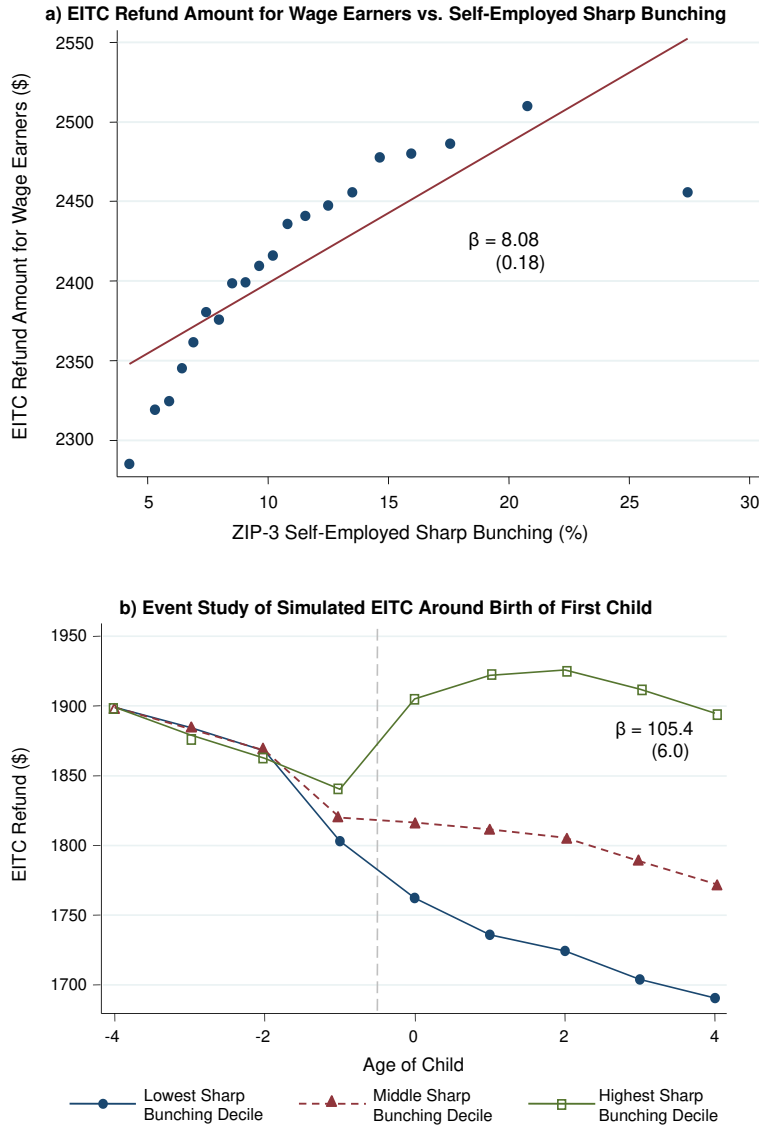 a) EITC Refund Amount for Wage Earners vs. Self-Employed Sharp Bunching
EITC Refund Amount for Wage Earners ($)
2550
2500
2450
2400
2350
2300
β = 8.08
(0.18)
5 10 15 20 25 30
ZIP-3 Self-Employed Sharp Bunching (%)
b) Event Study of Simulated EITC Around Birth of First Child
EITC Refund ($)
1950
1900
1850
1800
1750
1700
β = 105.4
(6.0)
-4 -2 0 2 4
Age of Child
Lowest Sharp
Bunching Decile
Middle Sharp
Bunching Decile
Highest Sharp
Bunching Decile